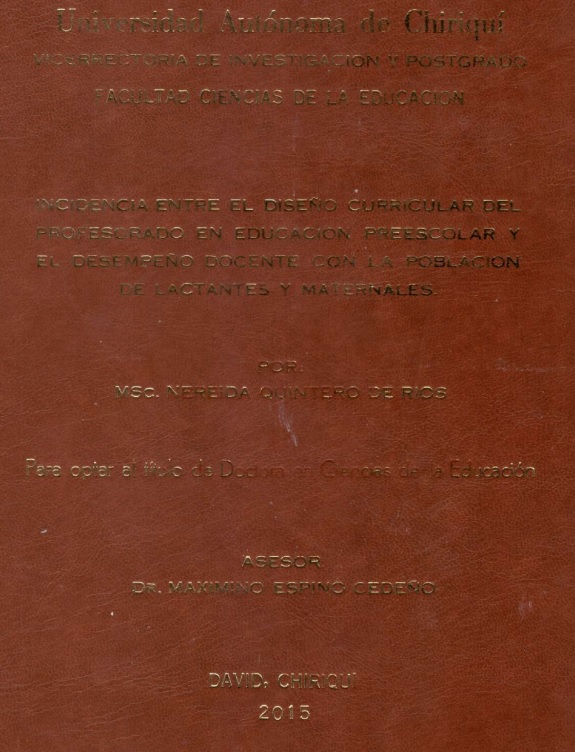 Universidad Autónoma de Chiriquí
VICERRECTORIA DE INVESTIGACION Y POSTGRADO
FACULTAD CIENCIAS DE LA EDUCACION
INCIDENCIA ENTRE EL DISEÑO CURRICULAR DEL
PROFESORADO EN EDUCACION PREESCOLAR Y
EL DESEMPEÑO DOCENTE CON LA POBLACION
DE LACTANTES Y MATERNALES.
POR:
MSC. NEREIDA QUINTERO DE RIOS
Para optar al título de Doctora en Ciencias de la Educación
ASESOR
DR. MAXIMINO ESPINO CEDEÑO
DAVID, CHIRIQUÍ
2015